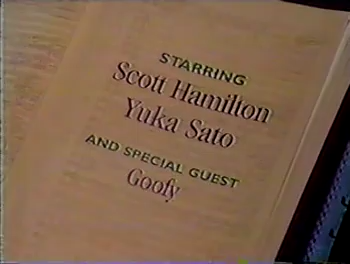 STARRING
Scott Hamilton
Yuka Sato
AND SPECIAL GUEST
Goofy